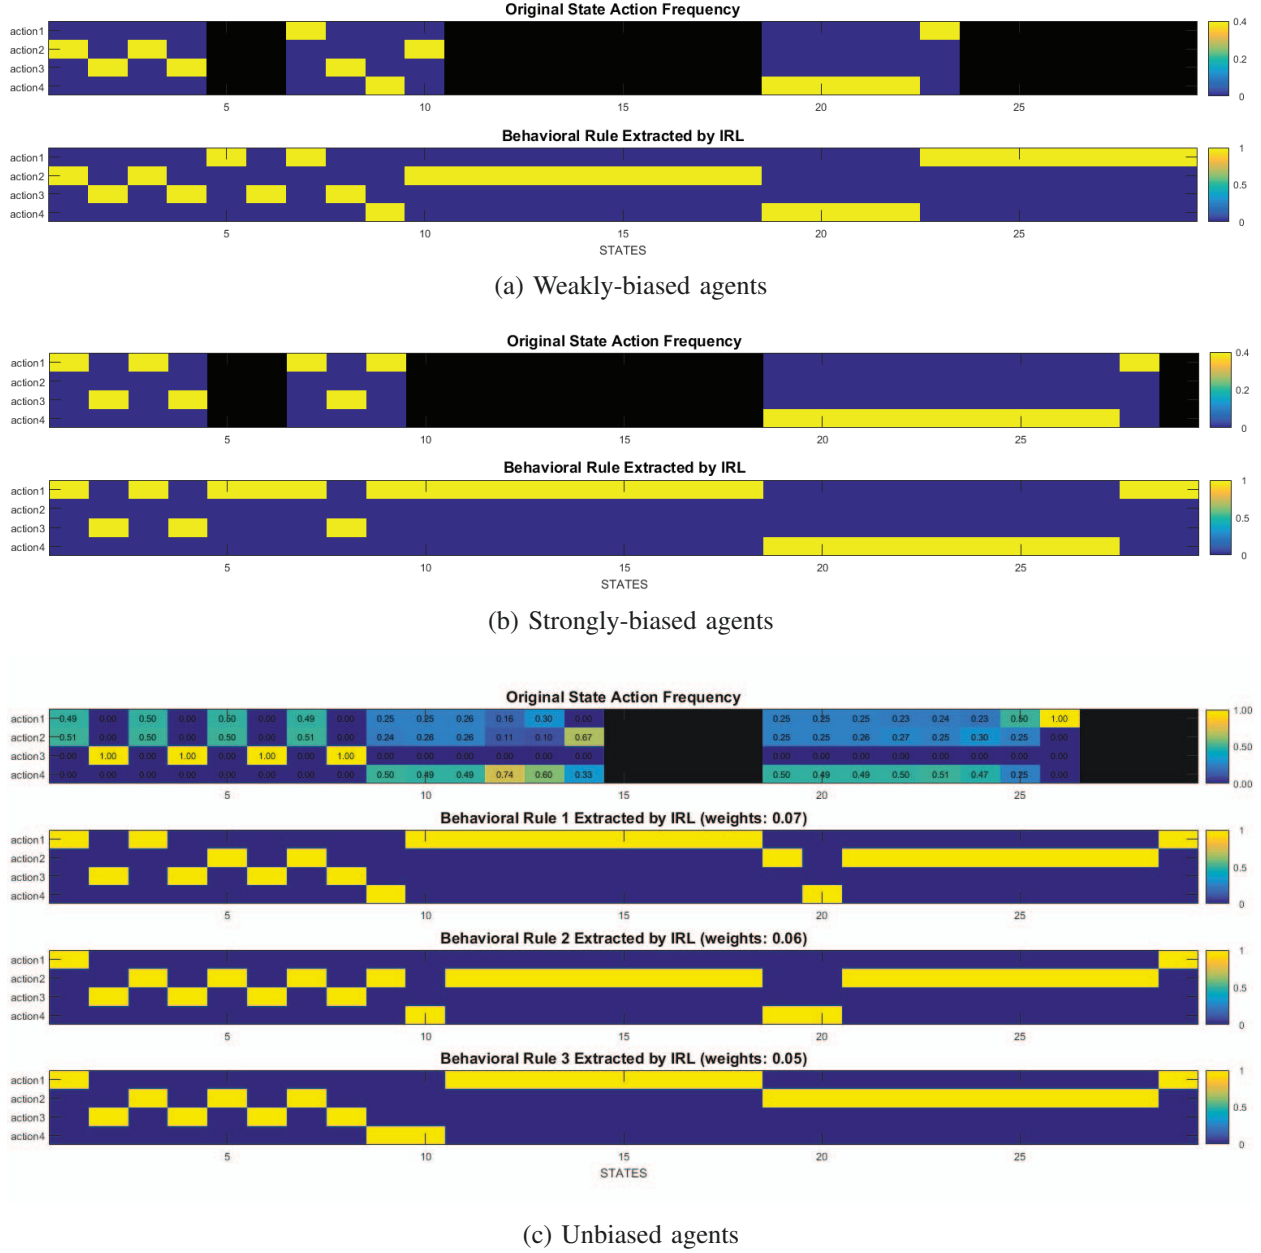 Original State Action Frequency
action1
action2
action3
action4
0.4
0.2
0
5 10 15 20 25
Behavioral Rule Extracted by IRL
action1
action2
action3
action4
1
0.5
0
5 10 15 20 25
STATES
(a) Weakly-biased agents
Original State Action Frequency
action1
action2
action3
action4
0.4
0.2
0
5 10 15 20 25
Behavioral Rule Extracted by IRL
action1
action2
action3
action4
1
0.5
0
5 10 15 20 25
STATES
(b) Strongly-biased agents
Original State Action Frequency
action1 0.49 0.00 0.50 0.00 0.50 0.00 0.49 0.00 0.25 0.25 0.26 0.16 0.30 0.00 0.25 0.25 0.25 0.23 0.24 0.23 0.50 1.00
action2 0.51 0.00 0.50 0.00 0.50 0.00 0.51 0.00 0.24 0.26 0.26 0.11 0.10 0.67 0.25 0.25 0.26 0.27 0.25 0.30 0.25 0.00
action3 0.00 1.00 0.00 1.00 0.00 1.00 0.00 1.00 0.00 0.00 0.00 0.00 0.00 0.00 0.00 0.00 0.00 0.00 0.00 0.00 0.00 0.00
action4 0.00 0.00 0.00 0.00 0.00 0.00 0.00 0.00 0.50 0.49 0.49 0.74 0.60 0.33 0.50 0.49 0.49 0.50 0.51 0.47 0.25 0.00
1.00
0.50
0.00
5 10 15 20 25
Behavioral Rule 1 Extracted by IRL (weights: 0.07)
action1
action2
action3
action4
1
0.5
0
5 10 15 20 25
Behavioral Rule 2 Extracted by IRL (weights: 0.06)
action1
action2
action3
action4
1
0.5
0
5 10 15 20 25
Behavioral Rule 3 Extracted by IRL (weights: 0.05)
action1
action2
action3
action4
1
0.5
0
5 10 15 20 25
STATES
(c) Unbiased agents